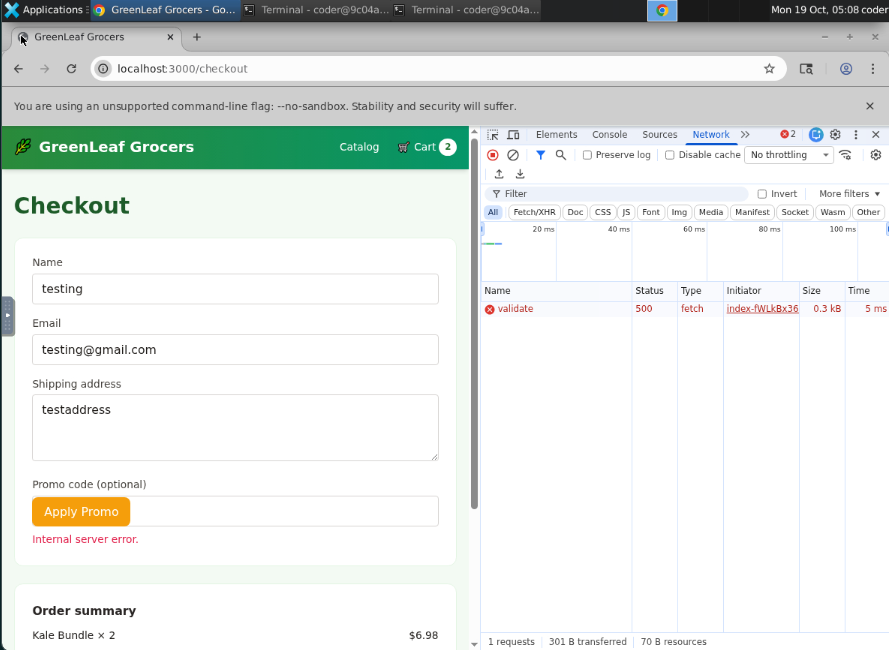 Applications
GreenLeaf Grocers - Go...
Terminal - coder@9c04a...
Terminal - coder@9c04a...
Mon 19 Oct, 05:08 coder
GreenLeaf Grocers
localhost:3000/checkout
You are using an unsupported command-line flag: --no-sandbox. Stability and security will suffer.
GreenLeaf Grocers
Catalog
Cart 2
Checkout
Name
testing
Email
testing@gmail.com
Shipping address
testaddress
Promo code (optional)
Apply Promo
Internal server error.
Order summary
Kale Bundle × 2 $6.98
Elements Console Sources Network 2
Preserve log Disable cache No throttling
Filter Invert More filters
All Fetch/XHR Doc CSS JS Font Img Media Manifest Socket Wasm Other
20 ms 40 ms 60 ms 80 ms 100 ms
Name Status Type Initiator Size Time
validate 500 fetch index-fWLkBx36 0.3 kB 5 ms
1 requests 301 B transferred 70 B resources